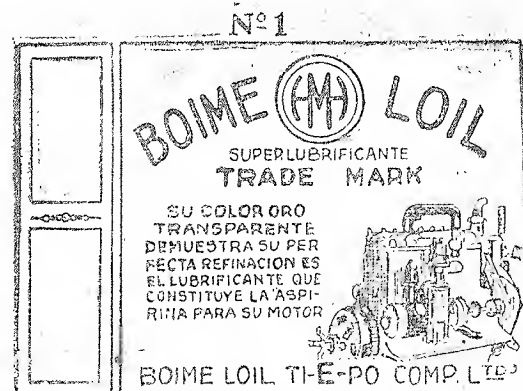 Nº 1
BOIME HMH LOIL
SUPERLUBRIFICANTE
TRADE MARK
SU COLOR ORO
TRANSPARENTE
DEMUESTRA SU PER
FECTA REFINACION ES
EL LUBRIFICANTE QUE
CONSTITUYE LA "ASPI-
RINA PARA SU MOTOR
BOIME LOIL TI-E-PO COMP. LTD